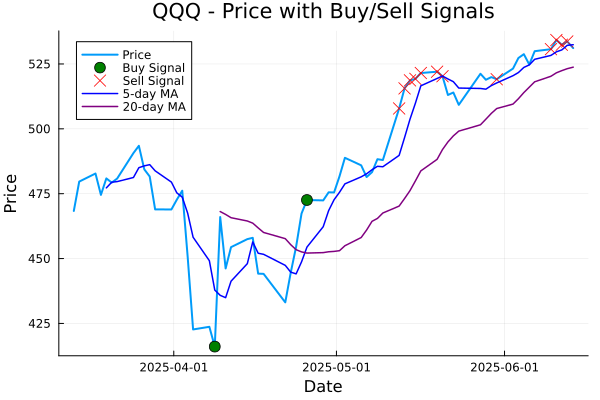 QQQ - Price with Buy/Sell Signals
Price
Buy Signal
Sell Signal
5-day MA
20-day MA
525
500
475
450
425
Price
2025-04-01 2025-05-01 2025-06-01
Date